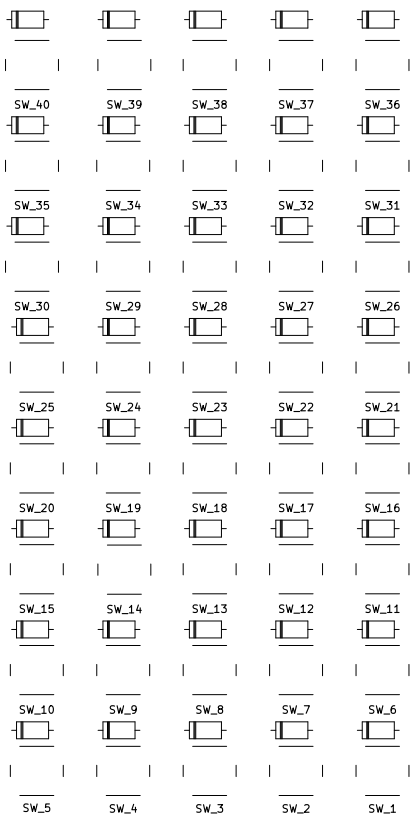 SW_40 SW_39 SW_38 SW_37 SW_36
SW_35 SW_34 SW_33 SW_32 SW_31
SW_30 SW_29 SW_28 SW_27 SW_26
SW_25 SW_24 SW_23 SW_22 SW_21
SW_20 SW_19 SW_18 SW_17 SW_16
SW_15 SW_14 SW_13 SW_12 SW_11
SW_10 SW_9 SW_8 SW_7 SW_6
SW_5 SW_4 SW_3 SW_2 SW_1